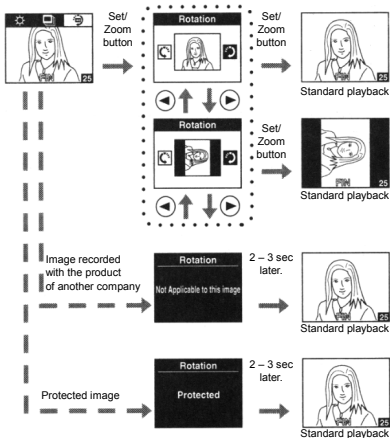 Set/
Zoom
button
Rotation
Set/
Zoom
button
25
25
Standard playback
Rotation
Set/
Zoom
button
25
Standard playback
Image recorded
with the product
of another company
Rotation
Not Applicable to this image
2 – 3 sec
later.
25
Standard playback
Protected image
Rotation
Protected
2 – 3 sec
later.
25
Standard playback